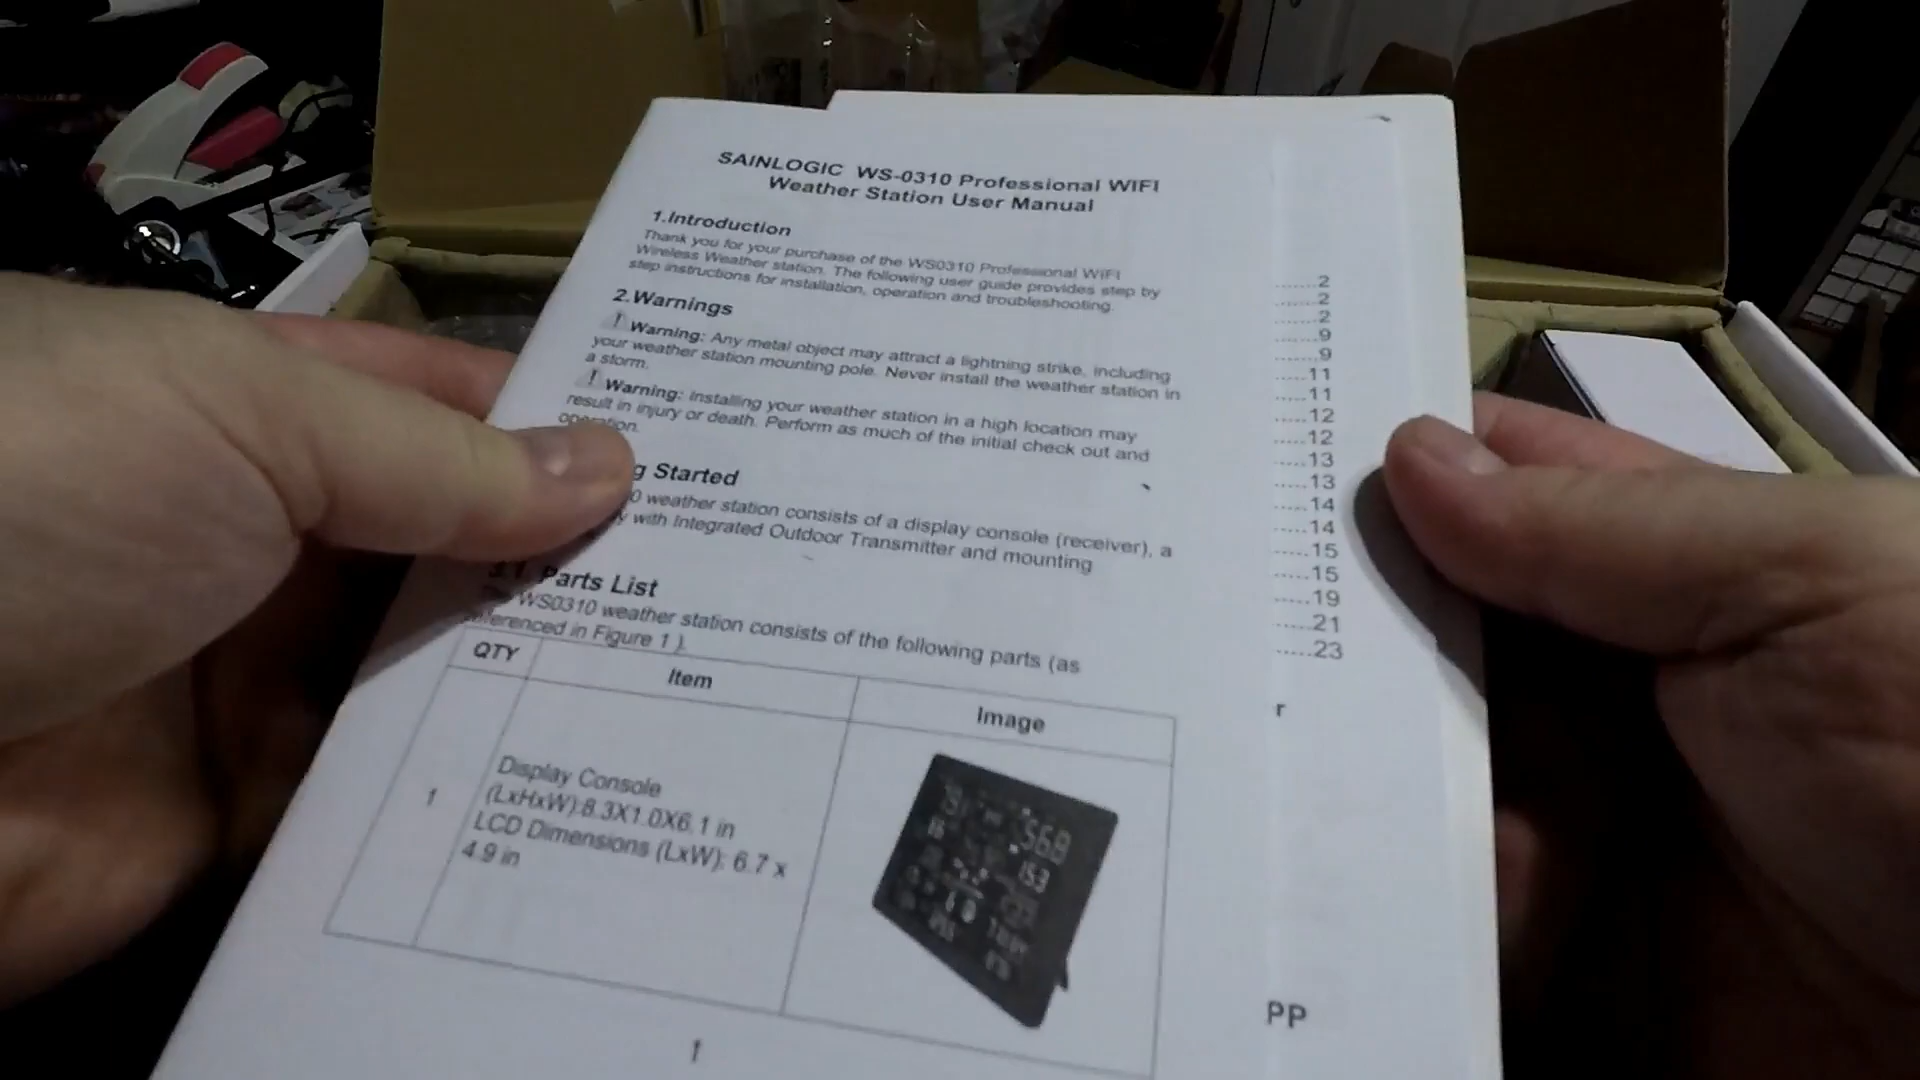 SAINLOGIC WS-0310 Professional WIFI
Weather Station User Manual
1.Introduction
Thank you for your purchase of the WS0310 Professional WiFi
Wireless Weather station. The following user guide provides step by
step instructions for installation, operation and troubleshooting.
2.Warnings
! Warning: Any metal object may attract a lightning strike, including
your weather station mounting pole. Never install the weather station in
a storm.
! Warning: Installing your weather station in a high location may
result in injury or death. Perform as much of the initial check out and
operation.
g Started
0 weather station consists of a display console (receiver), a
y with Integrated Outdoor Transmitter and mounting
3.1. Parts List
WS0310 weather station consists of the following parts (as
referenced in Figure 1 ).
QTY
Item
Image
1
Display Console
(LxHxW):8.3X1.0X6.1 in
LCD Dimensions (LxW): 6.7 x
4.9 in
568
153
1
.......2
.......2
.......2
.......9
.......9
.....11
.....11
.....12
.....12
.....13
.....13
.....14
.....14
.....15
.....15
.....19
.....21
.....23
r
PP